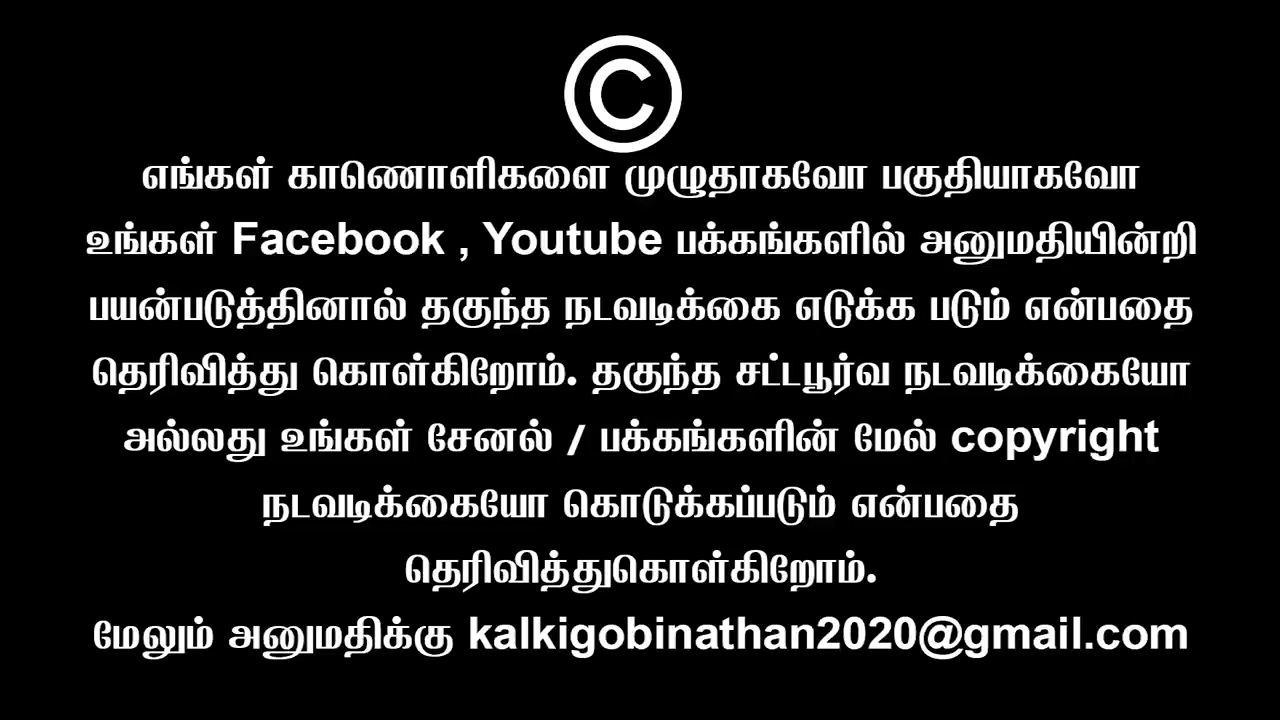 ©
எங்கள் காணொளிகளை முழுதாகவோ பகுதியாகவோ
உங்கள் Facebook , Youtube பக்கங்களில் அனுமதியின்றி
பயன்படுத்தினால் தகுந்த நடவடிக்கை எடுக்க படும் என்பதை
தெரிவித்து கொள்கிறோம். தகுந்த சட்டபூர்வ நடவடிக்கையோ
அல்லது உங்கள் சேனல் / பக்கங்களின் மேல் copyright
நடவடிக்கையோ கொடுக்கப்படும் என்பதை
தெரிவித்துகொள்கிறோம்.
மேலும் அனுமதிக்கு kalkigobinathan2020@gmail.com